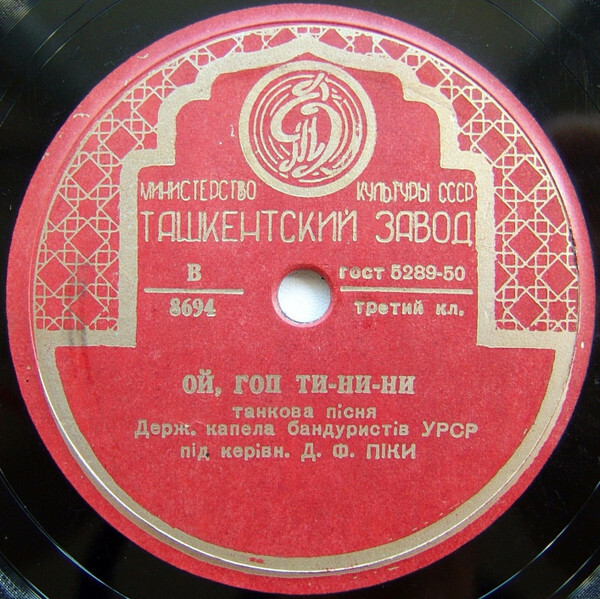 МИНИСТЕРСТВО КУЛЬТУРЫ СССР
ТАШКЕНТСКИЙ ЗАВОД
В
8694
гост 5289-50
третий кл.
ОЙ, ГОП ТИ-НИ-НИ
танкова пісня
Держ. капела бандуристів УРСР
під керівн. Д. Ф. ПІКИ